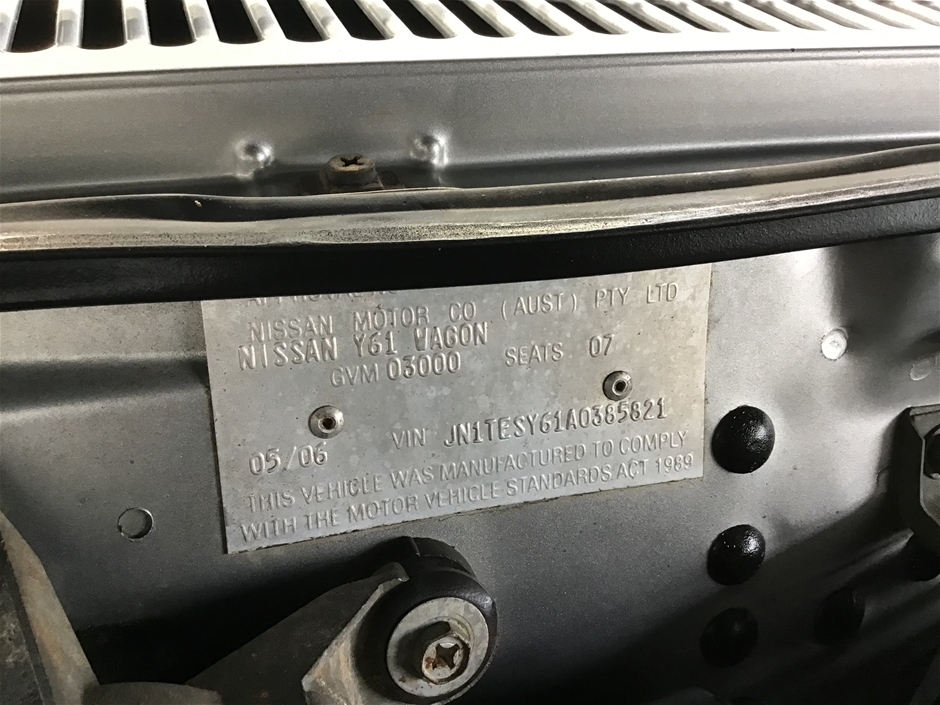 NISSAN MOTOR CO (AUST) PTY LTD
NISSAN Y61 WAGON
GVM 03000 SEATS 07
05/06 VIN JN1TESY61A0385821
THIS VEHICLE WAS MANUFACTURED TO COMPLY
WITH THE MOTOR VEHICLE STANDARDS ACT 1989